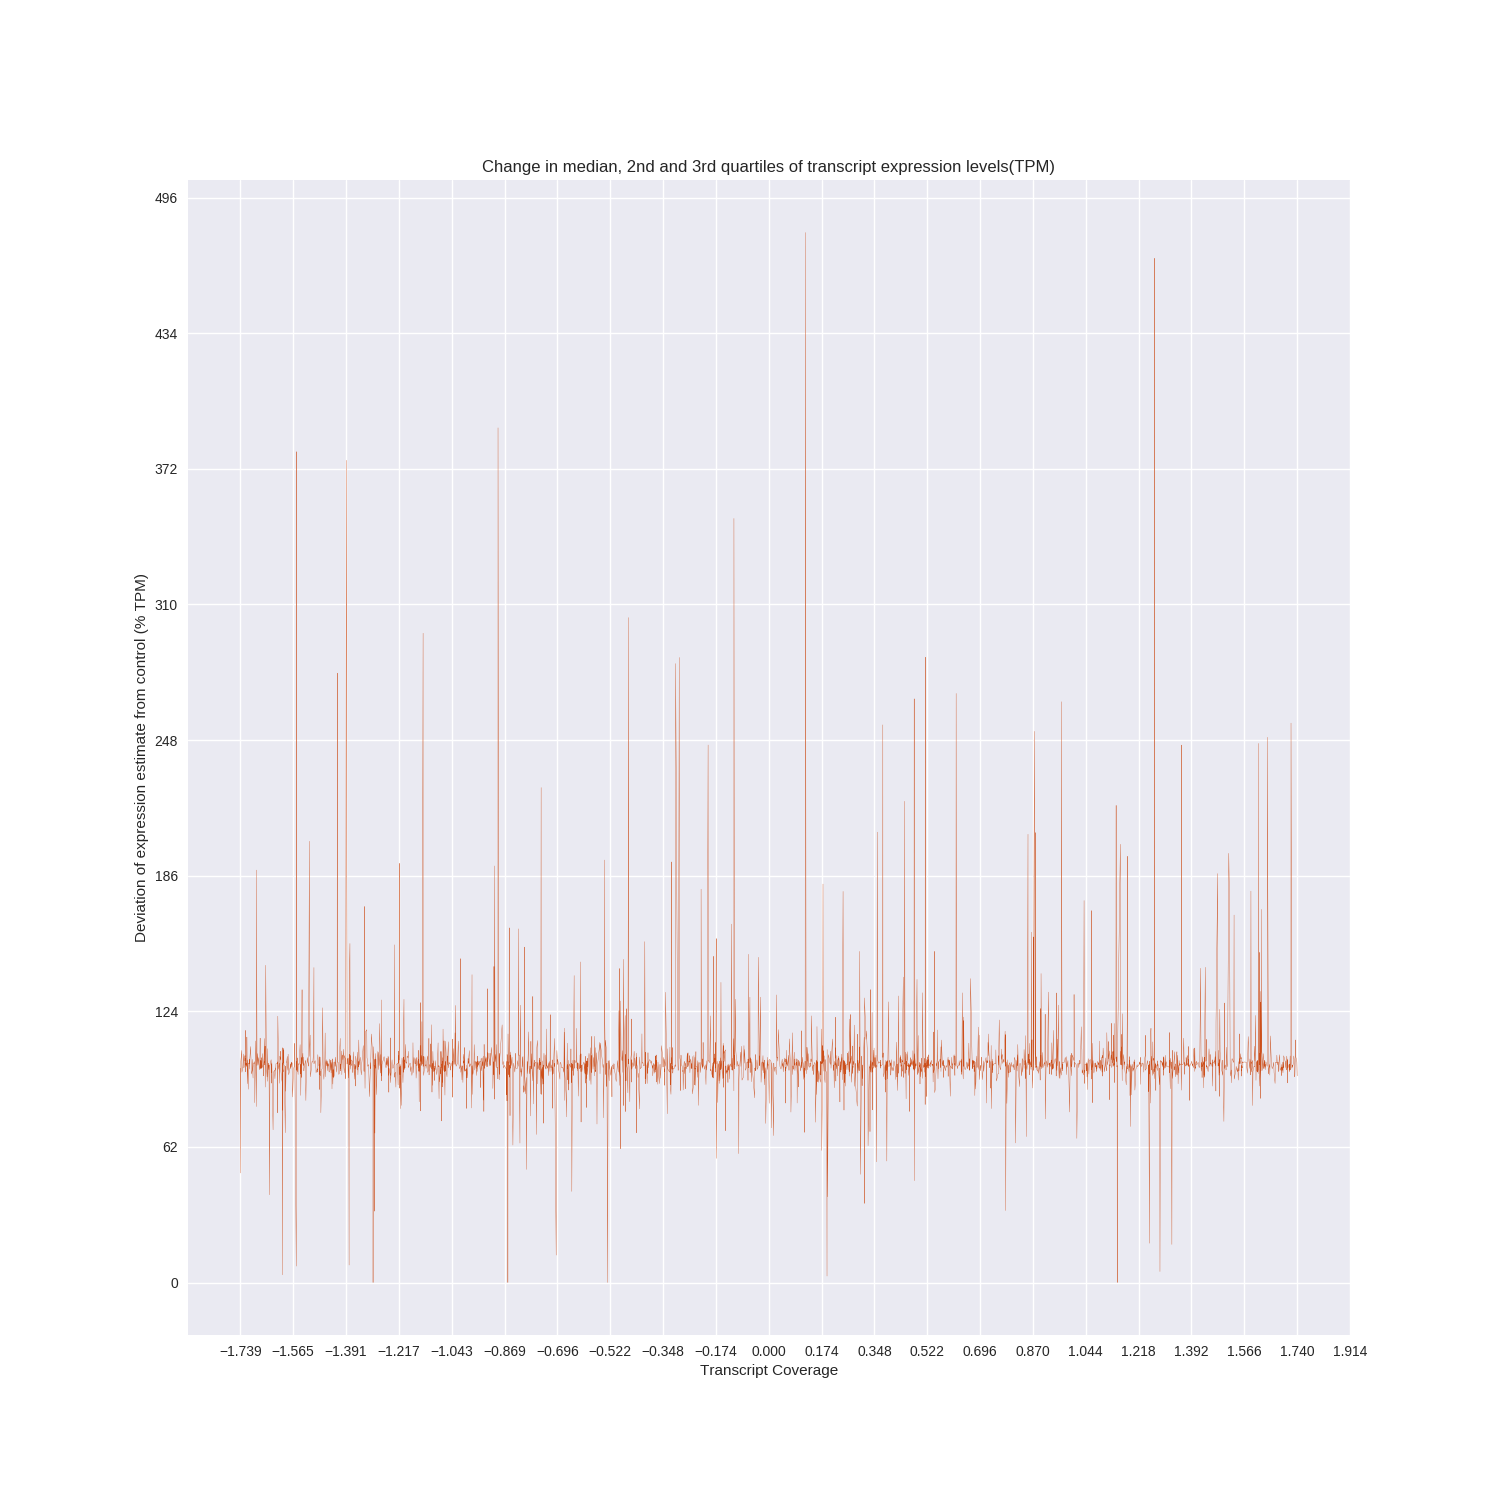 Change in median, 2nd and 3rd quartiles of transcript expression levels(TPM)
496
434
372
310
248
186
124
62
0
Deviation of expression estimate from control (% TPM)
−1.739 −1.565 −1.391 −1.217 −1.043 −0.869 −0.696 −0.522 −0.348 −0.174 0.000 0.174 0.348 0.522 0.696 0.870 1.044 1.218 1.392 1.566 1.740 1.914
Transcript Coverage